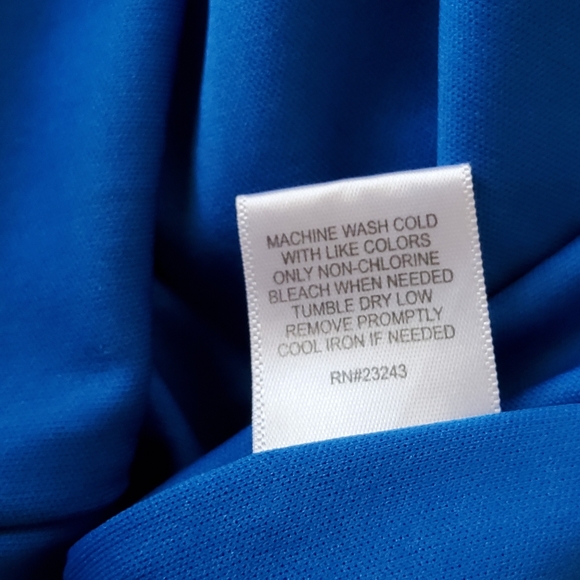 MACHINE WASH COLD
WITH LIKE COLORS
ONLY NON-CHLORINE
BLEACH WHEN NEEDED
TUMBLE DRY LOW
REMOVE PROMPTLY
COOL IRON IF NEEDED
RN#23243